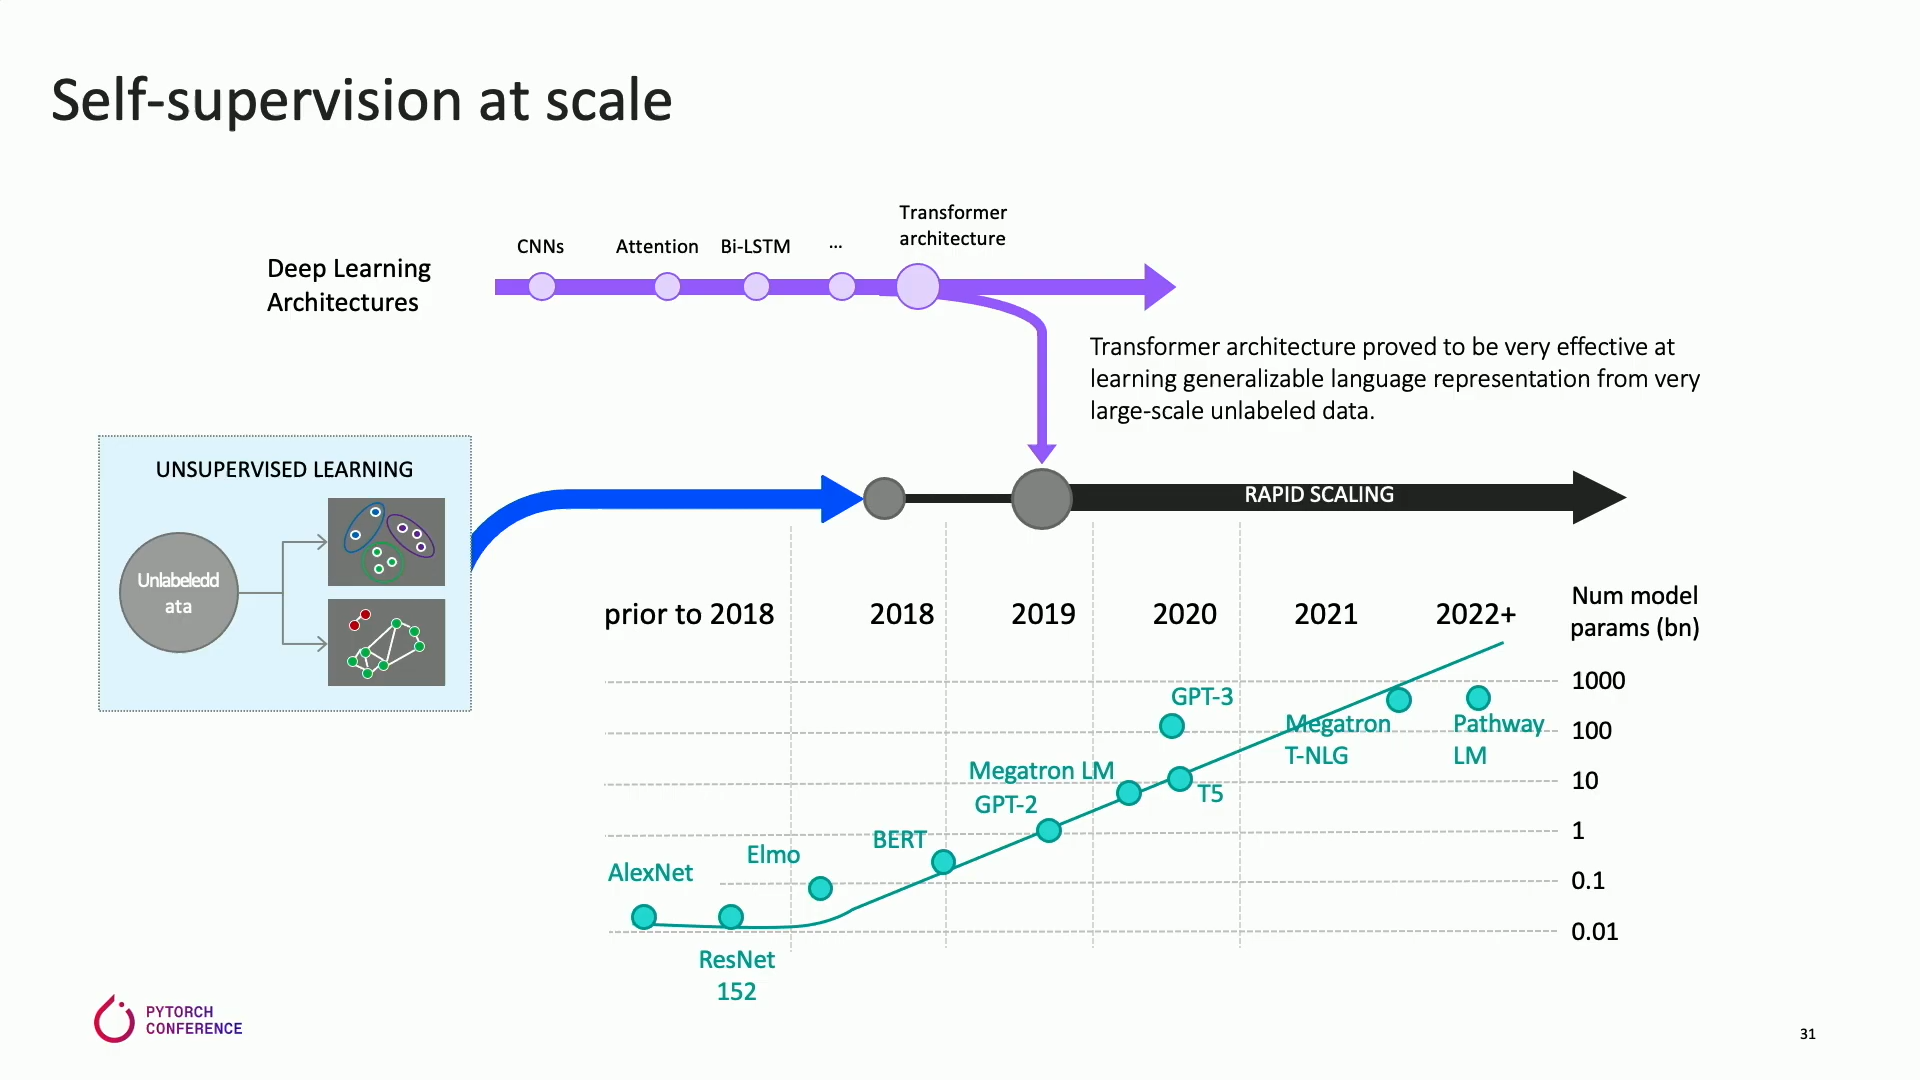 Self-supervision at scale
Transformer
architecture
CNNs
Attention
Bi-LSTM
...
Deep Learning
Architectures
Transformer architecture proved to be very effective at
learning generalizable language representation from very
large-scale unlabeled data.
UNSUPERVISED LEARNING
Unlabeledd
ata
RAPID SCALING
prior to 2018
2018
2019
2020
2021
2022+
Num model
params (bn)
1000
100
10
1
0.1
0.01
GPT-3
Megatron
T-NLG
Pathway
LM
Megatron LM
GPT-2
T5
BERT
Elmo
AlexNet
ResNet
152
PYTORCH
CONFERENCE
31